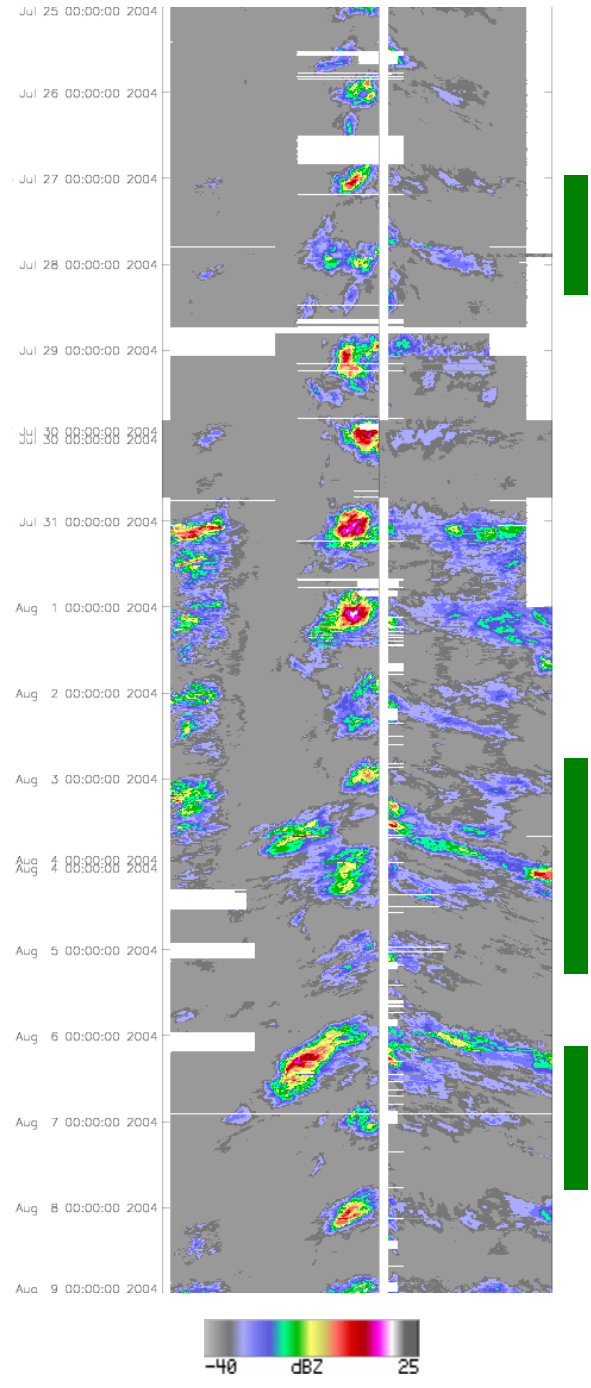 Jul 25 00:00:00 2004
Jul 26 00:00:00 2004
Jul 27 00:00:00 2004
Jul 28 00:00:00 2004
Jul 29 00:00:00 2004
Jul 30 00:00:00 2004
Jul 30 00:00:00 2004
Jul 31 00:00:00 2004
Aug 1 00:00:00 2004
Aug 2 00:00:00 2004
Aug 3 00:00:00 2004
Aug 4 00:00:00 2004
Aug 4 00:00:00 2004
Aug 5 00:00:00 2004
Aug 6 00:00:00 2004
Aug 7 00:00:00 2004
Aug 8 00:00:00 2004
Aug 9 00:00:00 2004
-40 dBZ 25